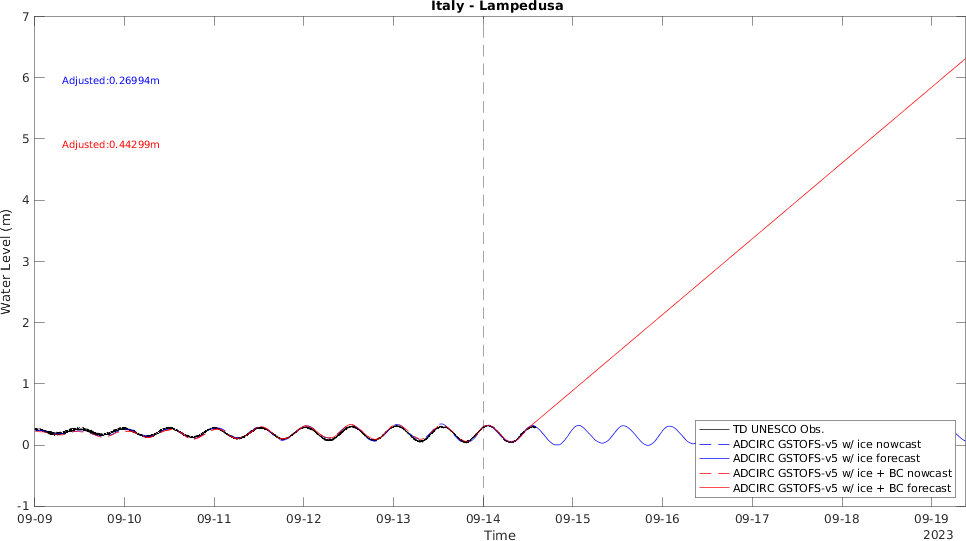 Italy - Lampedusa
7
6
5
4
3
2
1
0
-1
Water Level (m)
Adjusted:0.26994m
Adjusted:0.44299m
TD UNESCO Obs.
ADCIRC GSTOFS-v5 w/ ice nowcast
ADCIRC GSTOFS-v5 w/ ice forecast
ADCIRC GSTOFS-v5 w/ ice + BC nowcast
ADCIRC GSTOFS-v5 w/ ice + BC forecast
09-09 09-10 09-11 09-12 09-13 09-14 09-15 09-16 09-17 09-18 09-19
Time
2023